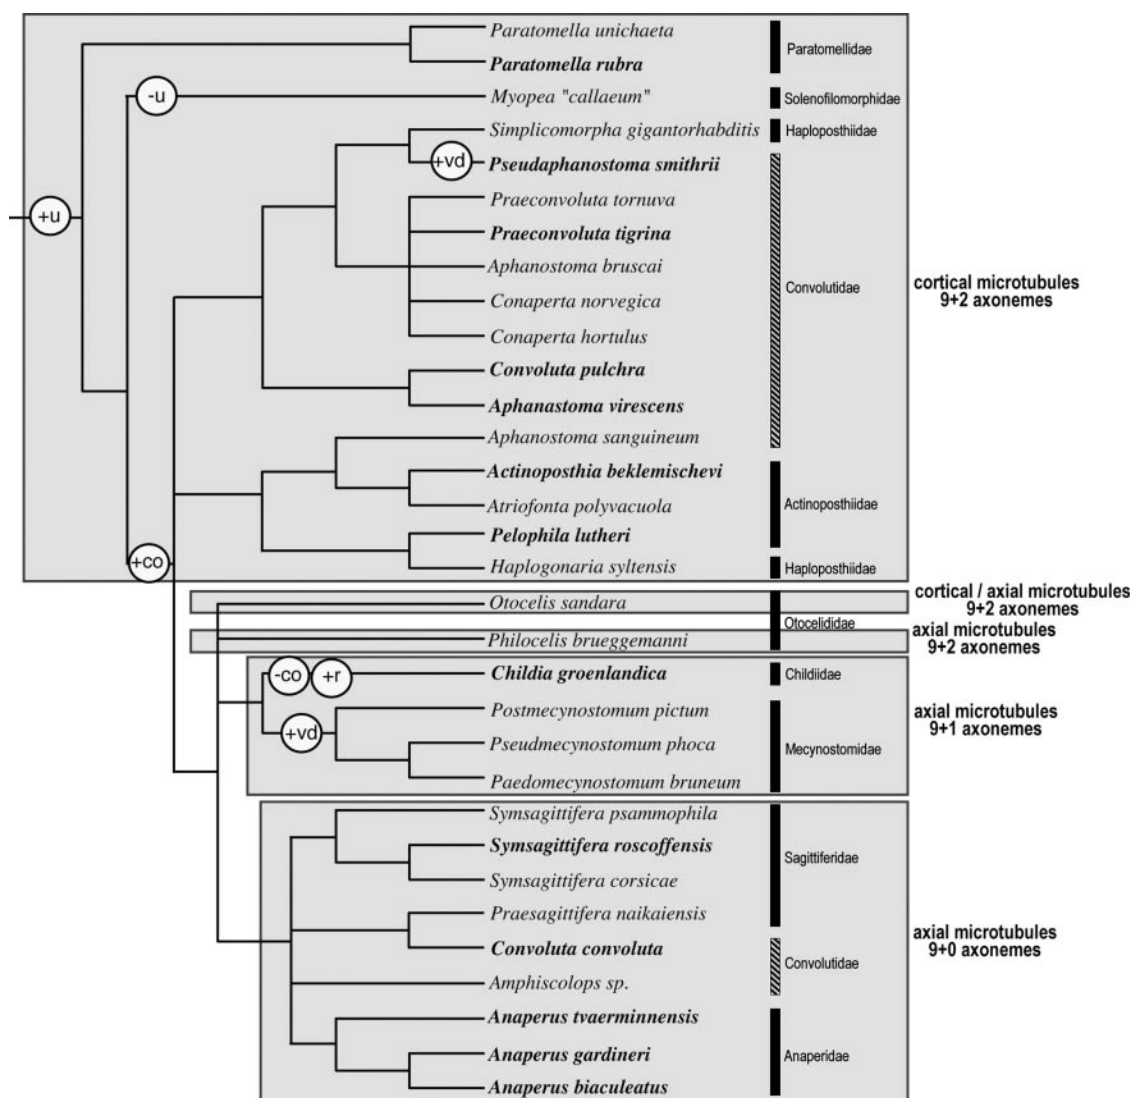 Paratomella unichaeta
Paratomella rubra
Paratomellidae
-u
Myopea "callaeum"
Solenofilomorphidae
Simplicomorpha gigantorhabditis
Haploposthiidae
+vd
Pseudaphanostoma smithrii
Praeconvoluta tornuva
+u
Praeconvoluta tigrina
Aphanostoma bruscai
Convolutidae
cortical microtubules
9+2 axonemes
Conaperta norvegica
Conaperta hortulus
Convoluta pulchra
Aphanastoma virescens
Aphanostoma sanguineum
Actinoposthia beklemischevi
Atriofonta polyvacuola
Actinoposthiidae
Pelophila lutheri
+co
Haplogonaria syltensis
Haploposthiidae
Otocelis sandara
cortical / axial microtubules
9+2 axonemes
Otocelididae
Philocelis brueggemanni
axial microtubules
9+2 axonemes
-co
+r
Childia groenlandica
Childiidae
Postmecynostomum pictum
axial microtubules
9+1 axonemes
+vd
Pseudmecynostomum phoca
Mecynostomidae
Paedomecynostomum bruneum
Symsagittifera psammophila
Symsagittifera roscoffensis
Sagittiferidae
Symsagittifera corsicae
Praesagittifera naikaiensis
axial microtubules
9+0 axonemes
Convoluta convoluta
Convolutidae
Amphiscolops sp.
Anaperus tvaerminnensis
Anaperus gardineri
Anaperidae
Anaperus biaculeatus